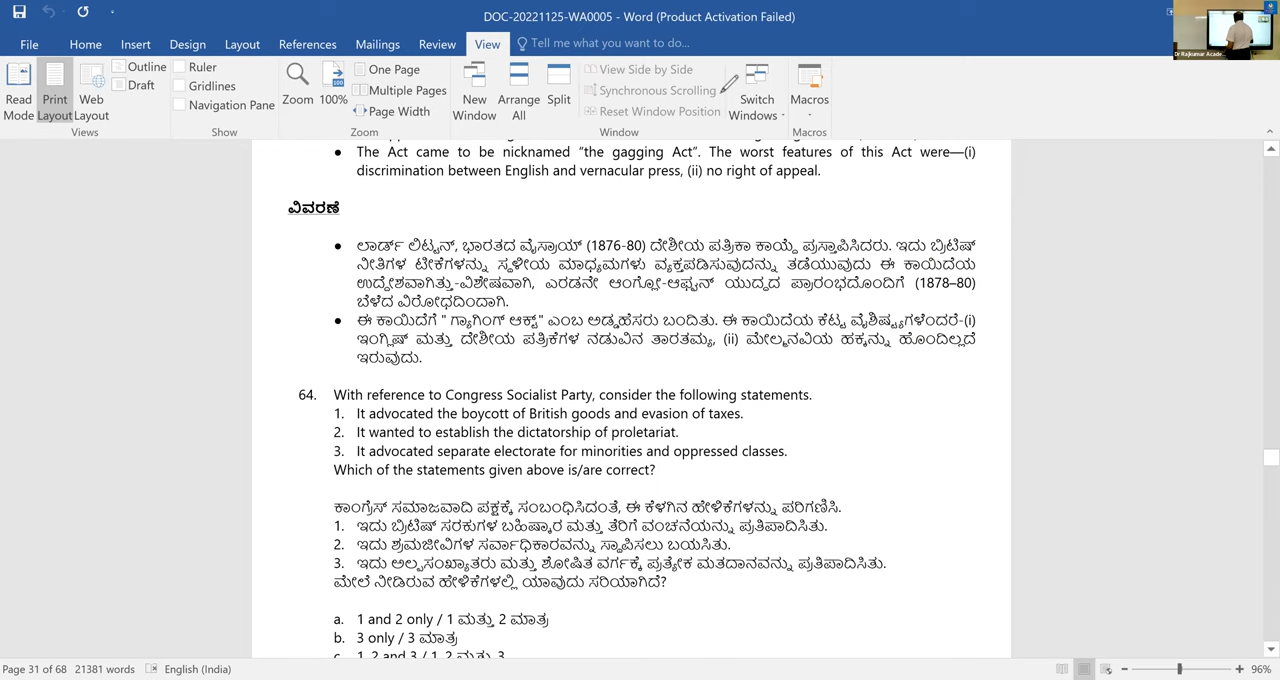 DOC-20221125-WA0005 - Word (Product Activation Failed)
File Home Insert Design Layout References Mailings Review View Tell me what you want to do...
Dr Rajkumar Acade...
Read Mode
Print Layout
Web Layout
Outline
Draft
Views
Ruler
Gridlines
Navigation Pane
Show
Zoom
100%
One Page
Multiple Pages
Page Width
Zoom
New Window
Arrange All
Split
View Side by Side
Synchronous Scrolling
Reset Window Position
Window
Switch Windows
Macros
Macros
• The Act came to be nicknamed “the gagging Act”. The worst features of this Act were—(i)
discrimination between English and vernacular press, (ii) no right of appeal.
ವಿವರಣೆ
• ಲಾರ್ಡ್ ಲಿಟ್ಟನ್, ಭಾರತದ ವೈಸ್ರಾಯ್ (1876-80) ದೇಶೀಯ ಪತ್ರಿಕಾ ಕಾಯ್ದೆ ಪ್ರಸ್ತಾಪಿಸಿದರು. ಇದು ಬ್ರಿಟಿಷ್
ನೀತಿಗಳ ಟೀಕೆಗಳನ್ನು ಸ್ಥಳೀಯ ಮಾಧ್ಯಮಗಳು ವ್ಯಕ್ತಪಡಿಸುವುದನ್ನು ತಡೆಯುವುದು ಈ ಕಾಯಿದೆಯ
ಉದ್ದೇಶವಾಗಿತ್ತು-ವಿಶೇಷವಾಗಿ, ಎರಡನೇ ಆಂಗ್ಲೋ-ಆಫ್ಘನ್ ಯುದ್ಧದ ಪ್ರಾರಂಭದೊಂದಿಗೆ (1878–80)
ಬೆಳೆದ ವಿರೋಧದಿಂದಾಗಿ.
• ಈ ಕಾಯಿದೆಗೆ " ಗ್ಯಾಗಿಂಗ್ ಆಕ್ಟ್" ಎಂಬ ಅಡ್ಡಹೆಸರು ಬಂದಿತು. ಈ ಕಾಯಿದೆಯ ಕೆಟ್ಟ ವೈಶಿಷ್ಟ್ಯಗಳೆಂದರೆ-(i)
ಇಂಗ್ಲಿಷ್ ಮತ್ತು ದೇಶೀಯ ಪತ್ರಿಕೆಗಳ ನಡುವಿನ ತಾರತಮ್ಯ, (ii) ಮೇಲ್ಮನವಿಯ ಹಕ್ಕನ್ನು ಹೊಂದಿಲ್ಲದೆ
ಇರುವುದು.
64. With reference to Congress Socialist Party, consider the following statements.
1. It advocated the boycott of British goods and evasion of taxes.
2. It wanted to establish the dictatorship of proletariat.
3. It advocated separate electorate for minorities and oppressed classes.
Which of the statements given above is/are correct?
ಕಾಂಗ್ರೆಸ್ ಸಮಾಜವಾದಿ ಪಕ್ಷಕ್ಕೆ ಸಂಬಂಧಿಸಿದಂತೆ, ಈ ಕೆಳಗಿನ ಹೇಳಿಕೆಗಳನ್ನು ಪರಿಗಣಿಸಿ.
1. ಇದು ಬ್ರಿಟಿಷ್ ಸರಕುಗಳ ಬಹಿಷ್ಕಾರ ಮತ್ತು ತೆರಿಗೆ ವಂಚನೆಯನ್ನು ಪ್ರತಿಪಾದಿಸಿತು.
2. ಇದು ಶ್ರಮಜೀವಿಗಳ ಸರ್ವಾಧಿಕಾರವನ್ನು ಸ್ಥಾಪಿಸಲು ಬಯಸಿತು.
3. ಇದು ಅಲ್ಪಸಂಖ್ಯಾತರು ಮತ್ತು ಶೋಷಿತ ವರ್ಗಕ್ಕೆ ಪ್ರತ್ಯೇಕ ಮತದಾನವನ್ನು ಪ್ರತಿಪಾದಿಸಿತು.
ಮೇಲೆ ನೀಡಿರುವ ಹೇಳಿಕೆಗಳಲ್ಲಿ ಯಾವುದು ಸರಿಯಾಗಿದೆ?
a. 1 and 2 only / 1 ಮತ್ತು 2 ಮಾತ್ರ
b. 3 only / 3 ಮಾತ್ರ
c. 1, 2 and 3 / 1, 2 ಮತ್ತು 3
Page 31 of 68 21381 words English (India) 96%